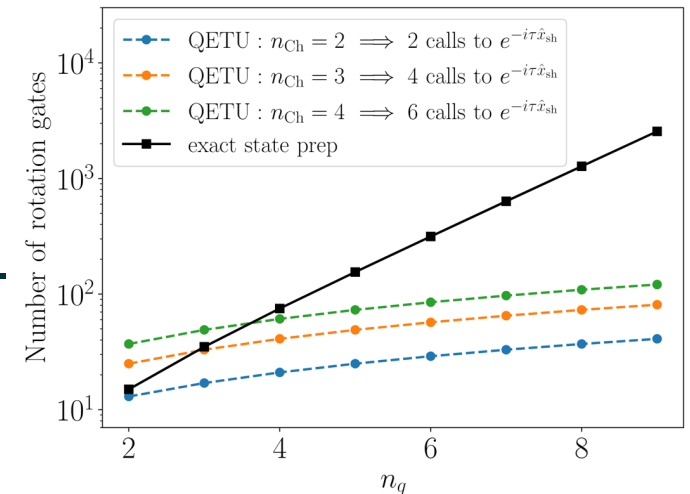 QETU : n_Ch = 2 ⟹ 2 calls to e^{-iτx̂_sh}
QETU : n_Ch = 3 ⟹ 4 calls to e^{-iτx̂_sh}
QETU : n_Ch = 4 ⟹ 6 calls to e^{-iτx̂_sh}
exact state prep
Number of rotation gates
10^4
10^3
10^2
10^1
2 4 6 8
n_q